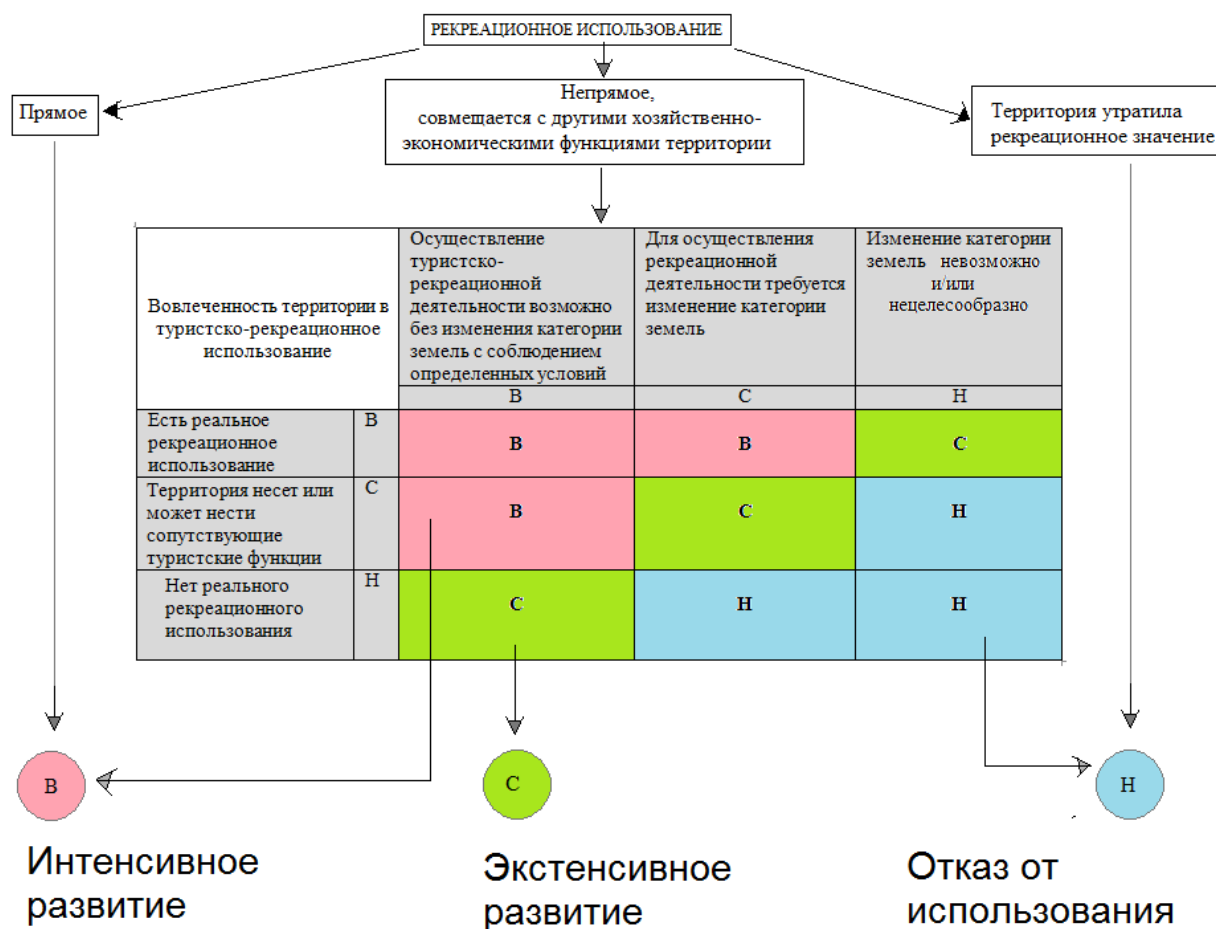 РЕКРЕАЦИОННОЕ ИСПОЛЬЗОВАНИЕ
Прямое
Непрямое,
совмещается с другими хозяйственно-
экономическими функциями территории
Территория утратила
рекреационное значение
Вовлеченность территории в
туристско-рекреационное
использование
Осуществление
туристско-
рекреационной
деятельности возможно
без изменения категории
земель с соблюдением
определенных условий
Для осуществления
рекреационной
деятельности требуется
изменение категории
земель
Изменение категории
земель невозможно
и/или
нецелесообразно
В
С
Н
Есть реальное
рекреационное
использование
В
В
В
С
Территория несет или
может нести
сопутствующие
туристские функции
С
В
С
Н
Нет реального
рекреационного
использования
Н
С
Н
Н
В
С
Н
Интенсивное
развитие
Экстенсивное
развитие
Отказ от
использования